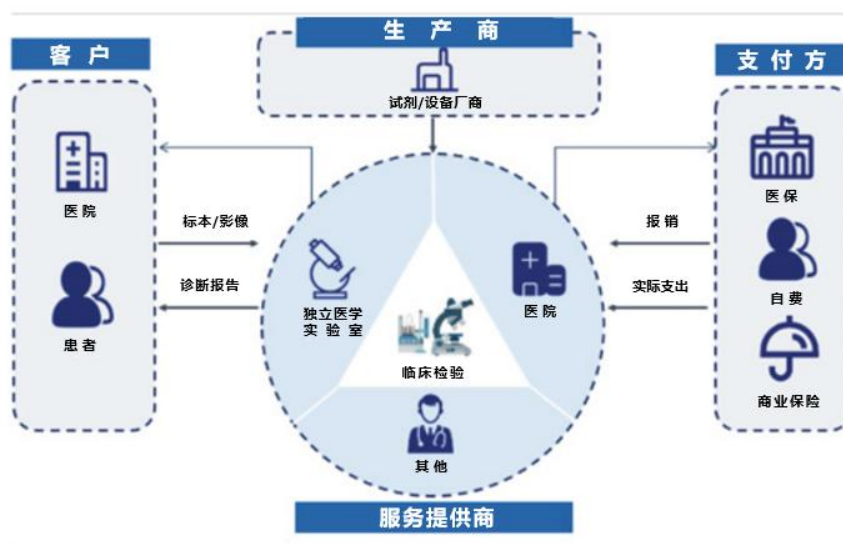 生产商
试剂/设备厂商
客户
医院
患者
标本/影像
诊断报告
独立医学
实验室
临床检验
医院
其他
服务提供商
报销
实际支出
支付方
医保
自费
商业保险